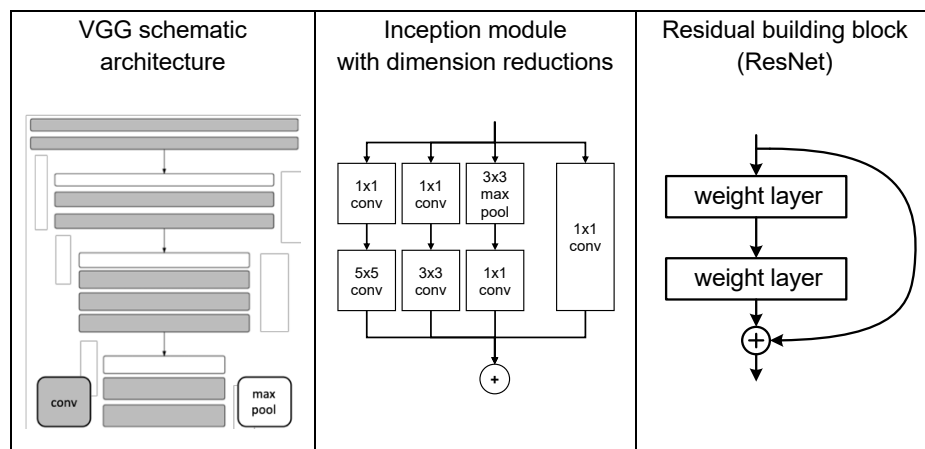 VGG schematic
architecture
conv
max
pool
Inception module
with dimension reductions
1x1
conv
1x1
conv
3x3
max
pool
1x1
conv
5x5
conv
3x3
conv
1x1
conv
+
Residual building block
(ResNet)
weight layer
weight layer
+